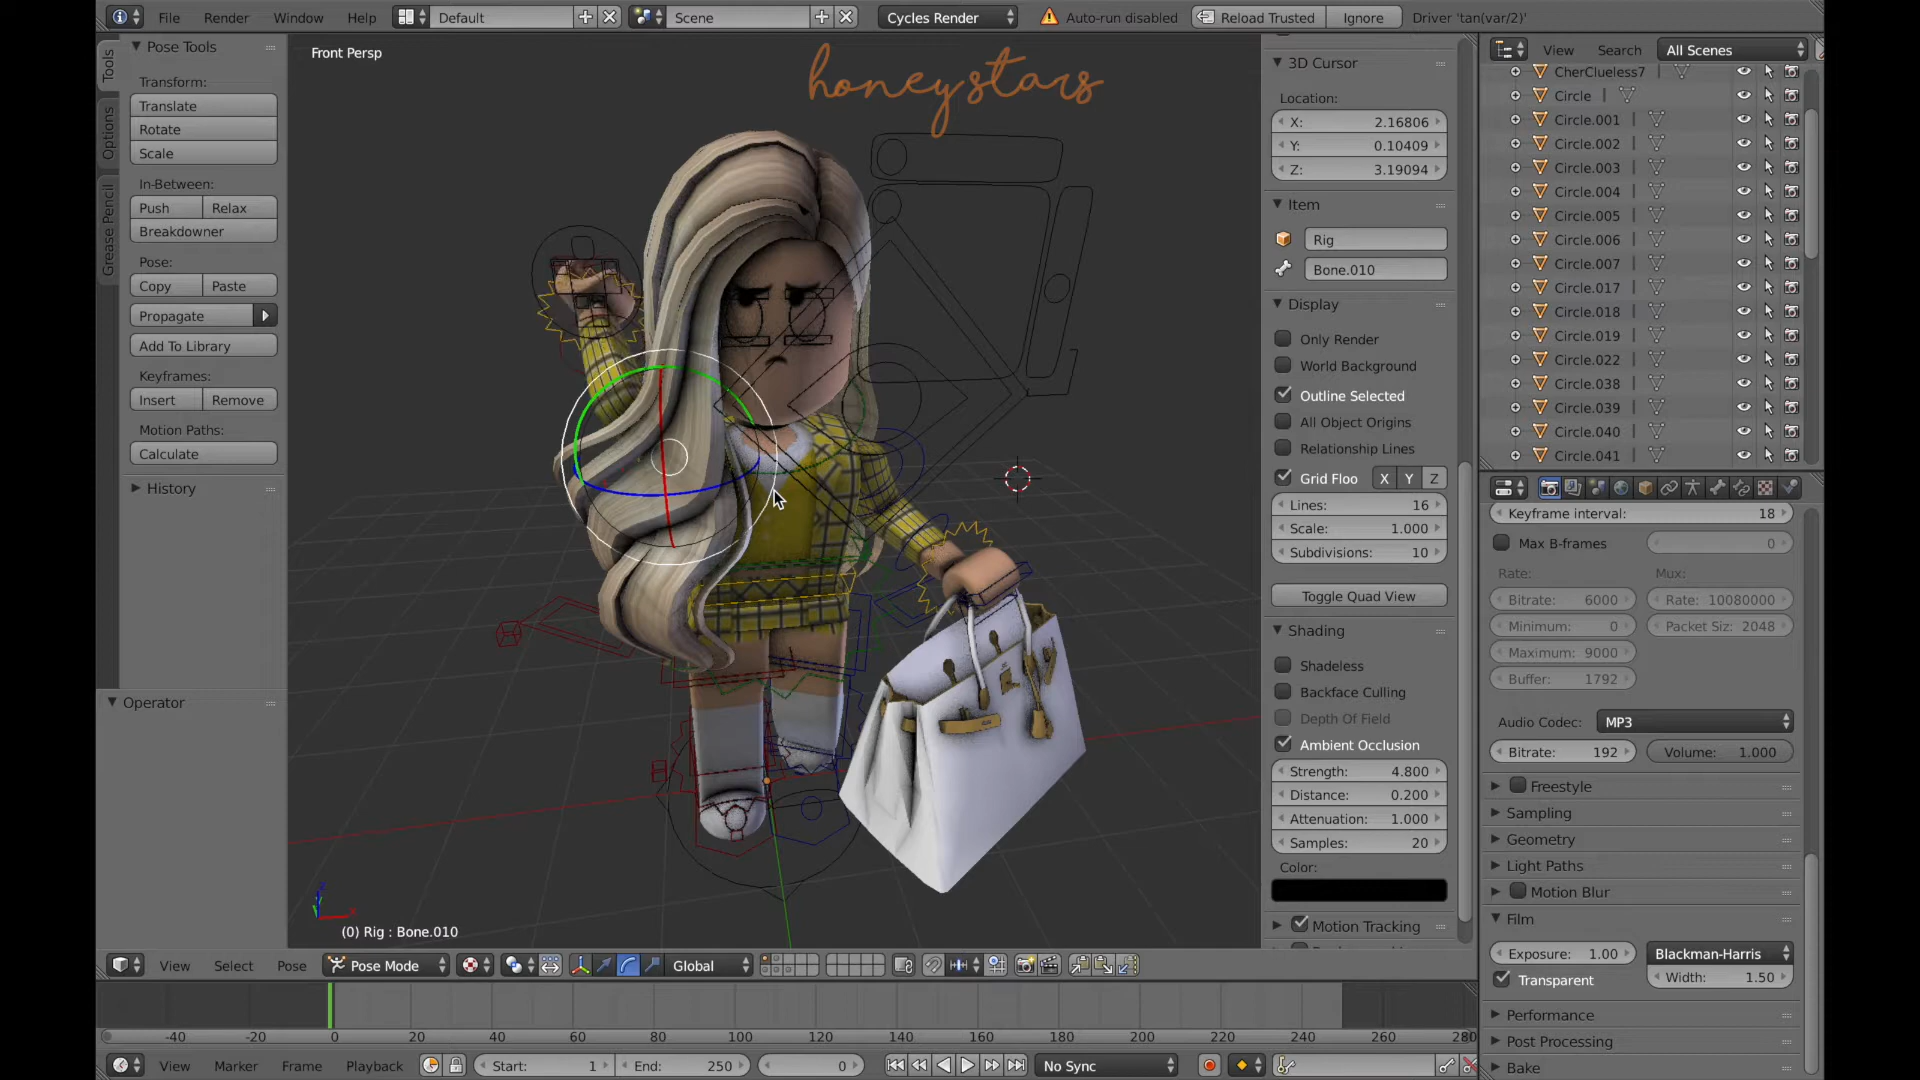 File Render Window Help Default Scene Cycles Render Auto-run disabled Reload Trusted Ignore Driver 'tan(var/2)'
Tools
Options
Grease Pencil
Pose Tools
Transform:
Translate
Rotate
Scale
In-Between:
Push Relax
Breakdowner
Pose:
Copy Paste
Propagate
Add To Library
Keyframes:
Insert Remove
Motion Paths:
Calculate
History
Operator
Front Persp
honeystars
(0) Rig : Bone.010
3D Cursor
Location:
X: 2.16806
Y: 0.10409
Z: 3.19094
Item
Rig
Bone.010
Display
Only Render
World Background
Outline Selected
All Object Origins
Relationship Lines
Grid Floo X Y Z
Lines: 16
Scale: 1.000
Subdivisions: 10
Toggle Quad View
Shading
Shadeless
Backface Culling
Depth Of Field
Ambient Occlusion
Strength: 4.800
Distance: 0.200
Attenuation: 1.000
Samples: 20
Color:
Motion Tracking
View Search All Scenes
CherClueless7
Circle
Circle.001
Circle.002
Circle.003
Circle.004
Circle.005
Circle.006
Circle.007
Circle.017
Circle.018
Circle.019
Circle.022
Circle.038
Circle.039
Circle.040
Circle.041
Keyframe interval: 18
Max B-frames 0
Rate: Mux:
Bitrate: 6000 Rate: 10080000
Minimum: 0 Packet Siz: 2048
Maximum: 9000
Buffer: 1792
Audio Codec: MP3
Bitrate: 192 Volume: 1.000
Freestyle
Sampling
Geometry
Light Paths
Motion Blur
Film
Exposure: 1.00 Blackman-Harris
Transparent Width: 1.50
Performance
Post Processing
Bake
View Select Pose Pose Mode Global
-40 -20 0 20 40 60 80 100 120 140 160 180 200 220 240 260 280
View Marker Frame Playback Start: 1 End: 250 0 No Sync